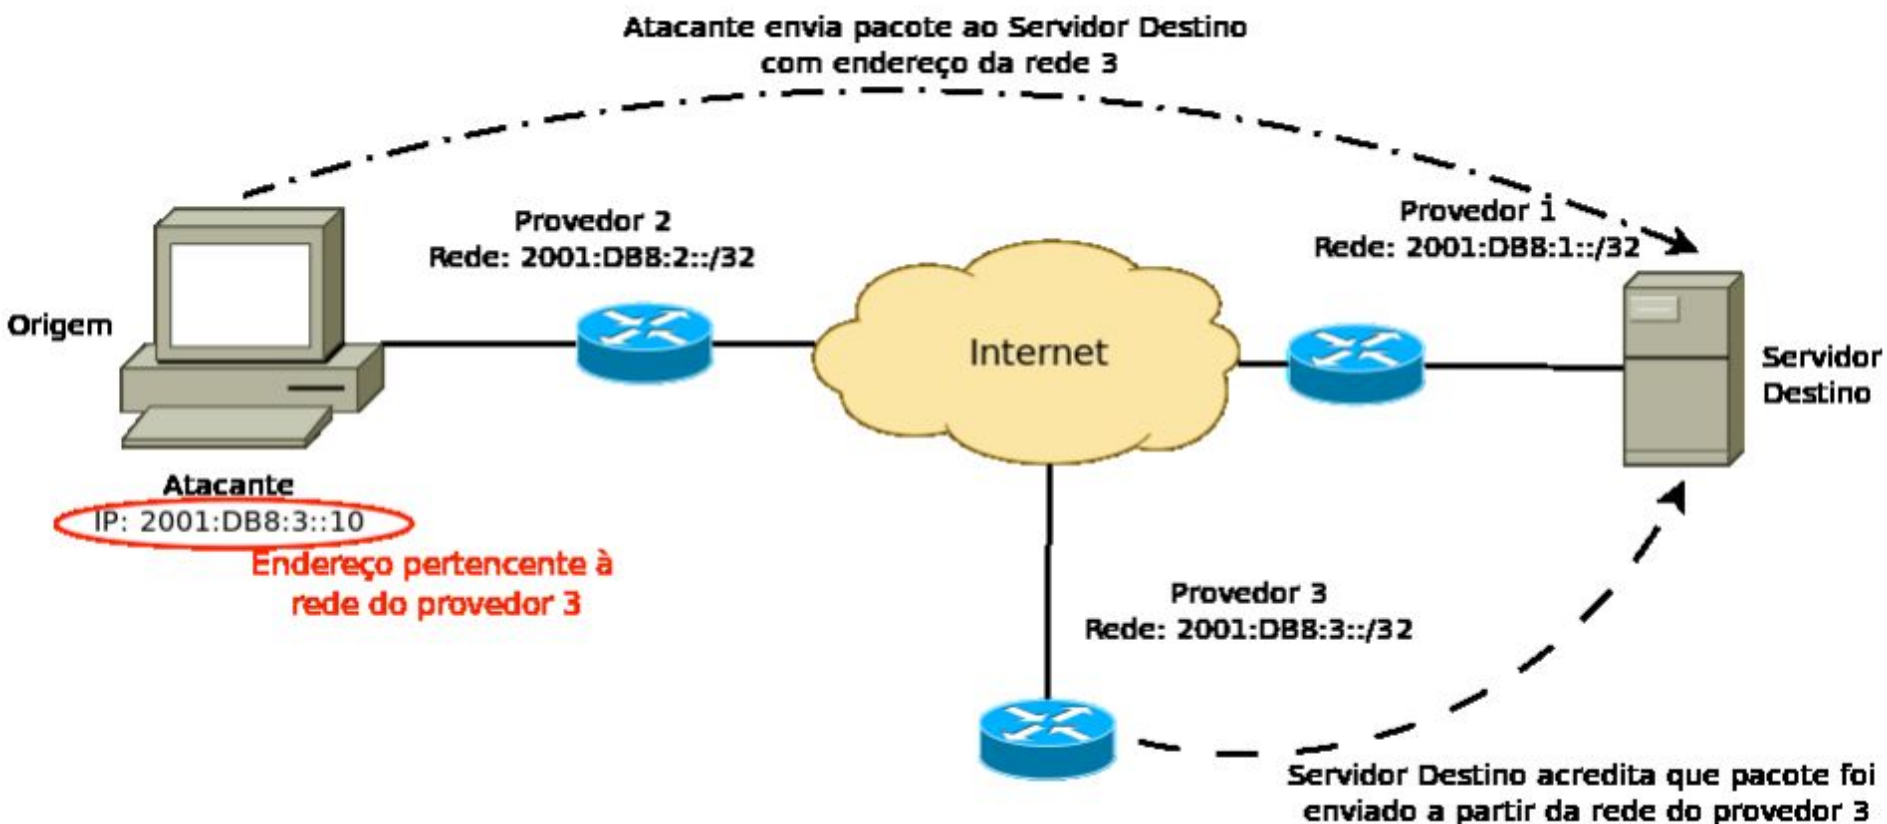 Atacante envia pacote ao Servidor Destino
com endereço da rede 3
Provedor 2
Rede: 2001:DB8:2::/32
Provedor 1
Rede: 2001:DB8:1::/32
Origem
Internet
Servidor
Destino
Atacante
IP: 2001:DB8:3::10
Endereço pertencente à
rede do provedor 3
Provedor 3
Rede: 2001:DB8:3::/32
Servidor Destino acredita que pacote foi
enviado a partir da rede do provedor 3